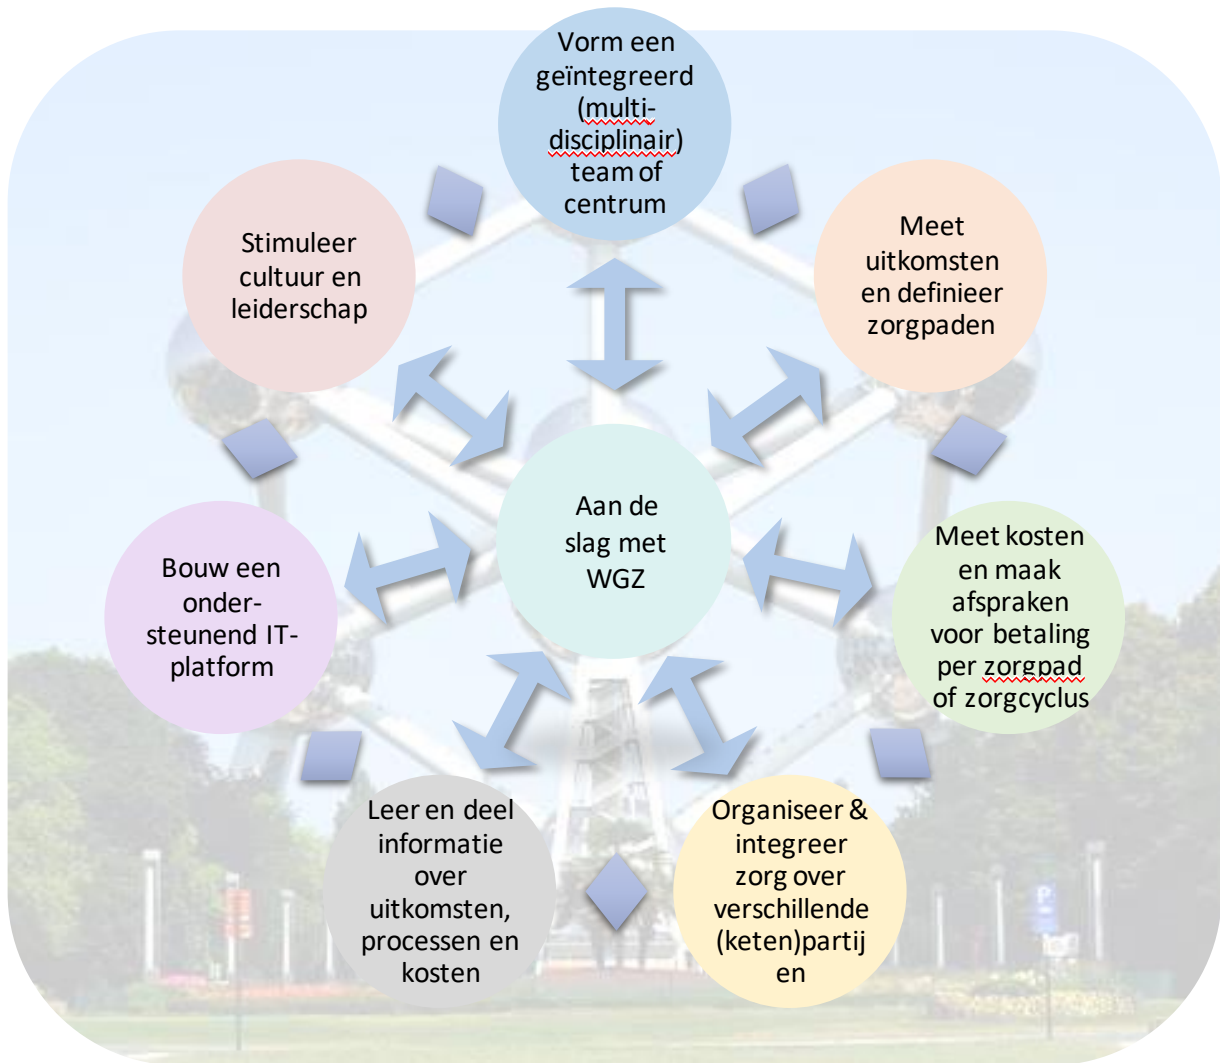 Vorm een
geïntegreerd
(multi-
disciplinair)
team of
centrum
Meet
uitkomsten
en definieer
zorgpaden
Meet kosten
en maak
afspraken
voor betaling
per zorgpad
of zorgcyclus
Organiseer &
integreer
zorg over
verschillende
(keten)partij
en
Leer en deel
informatie
over
uitkomsten,
processen en
kosten
Bouw een
onder-
steunend IT-
platform
Stimuleer
cultuur en
leiderschap
Aan de
slag met
WGZ
P